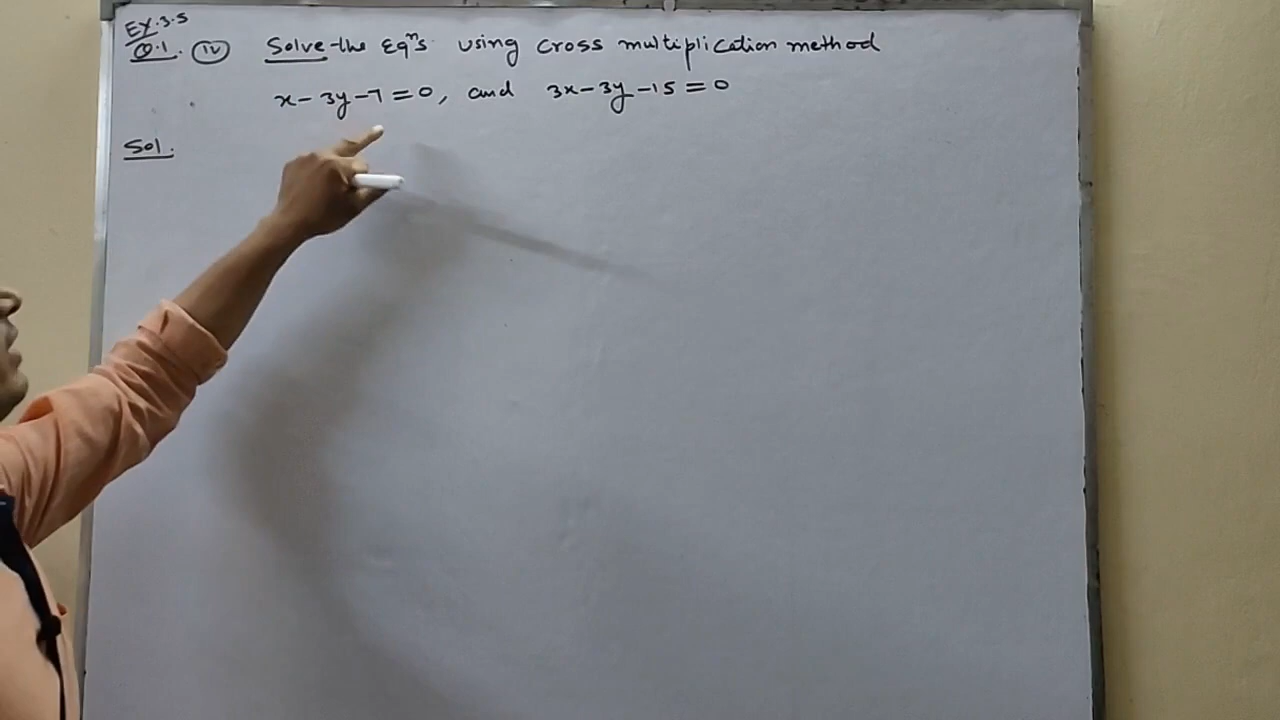 Ex.3.5
Q.1. (iv) Solve the Eqⁿs using cross multiplication method
x - 3y - 7 = 0, and 3x - 3y - 15 = 0
Sol.